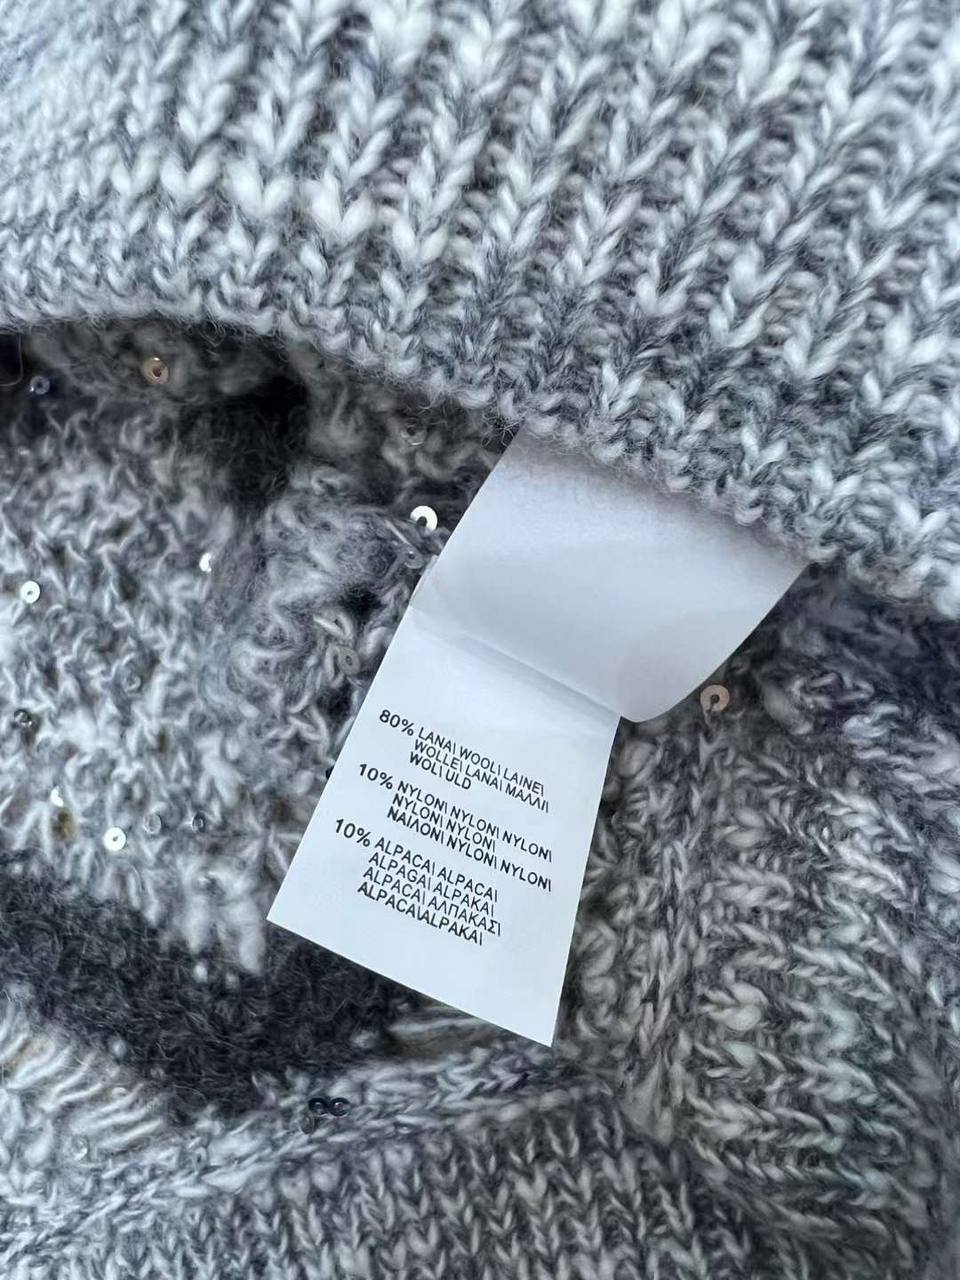 80% LANA\ WOOL\ LAINE\
WOLLE\ LANA\ ΜΑΛΛΙ\
WOL\ ULD
10% NYLON\ NYLON\ NYLON\
NYLON\ NYLON\
ΝΑΙΛΟΝ\ NYLON\ NYLON\
10% ALPACA\ ALPACA\
ALPAGA\ ALPAKA\
ALPACA\ ΑΛΠΑΚΑΣ\
ALPACA\ALPAKA\